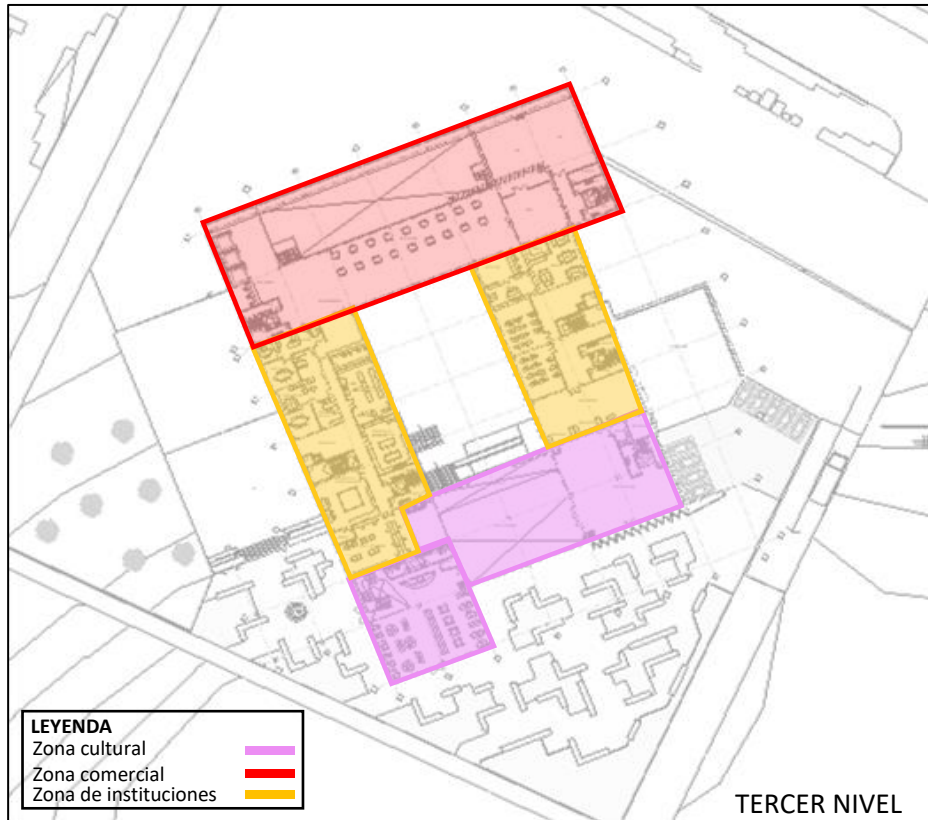 LEYENDA
Zona cultural
Zona comercial
Zona de instituciones
TERCER NIVEL